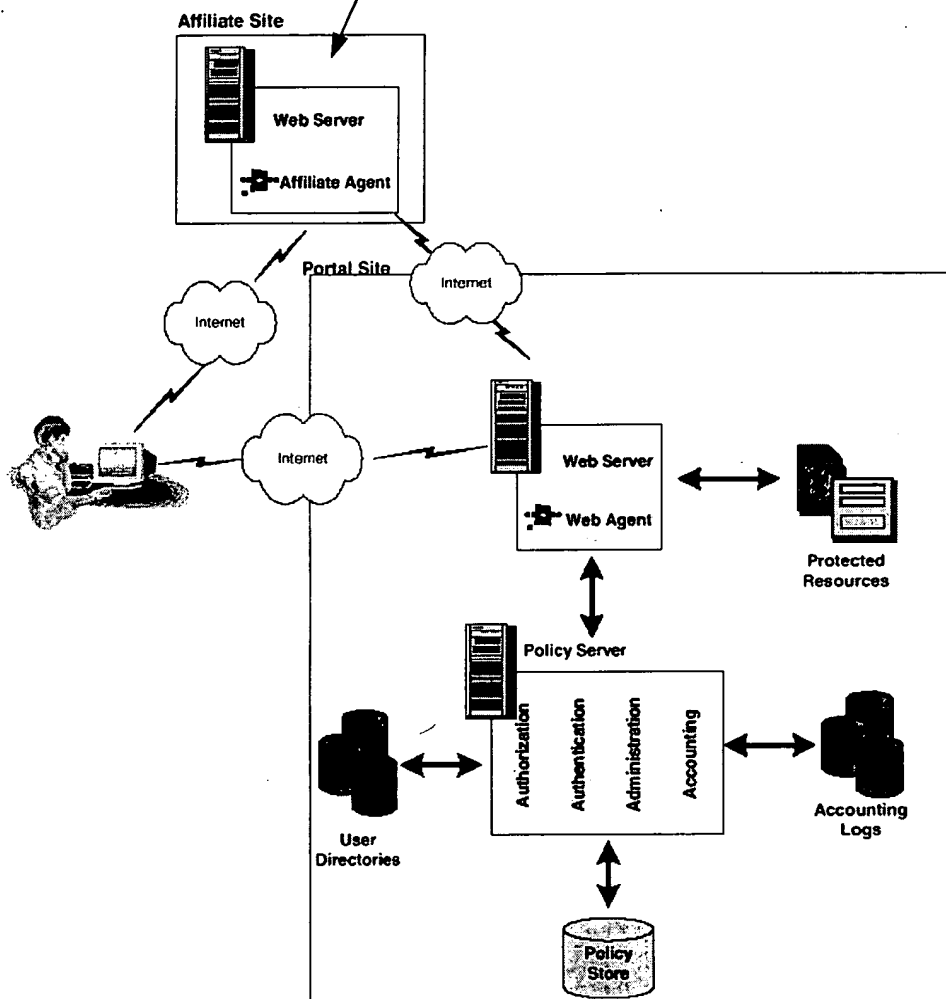 Affiliate Site
Web Server
Affiliate Agent
Portal Site
Internet
Internet
Internet
Web Server
Web Agent
Protected
Resources
Policy Server
Authorization
Authentication
Administration
Accounting
User
Directories
Accounting
Logs
Policy
Store